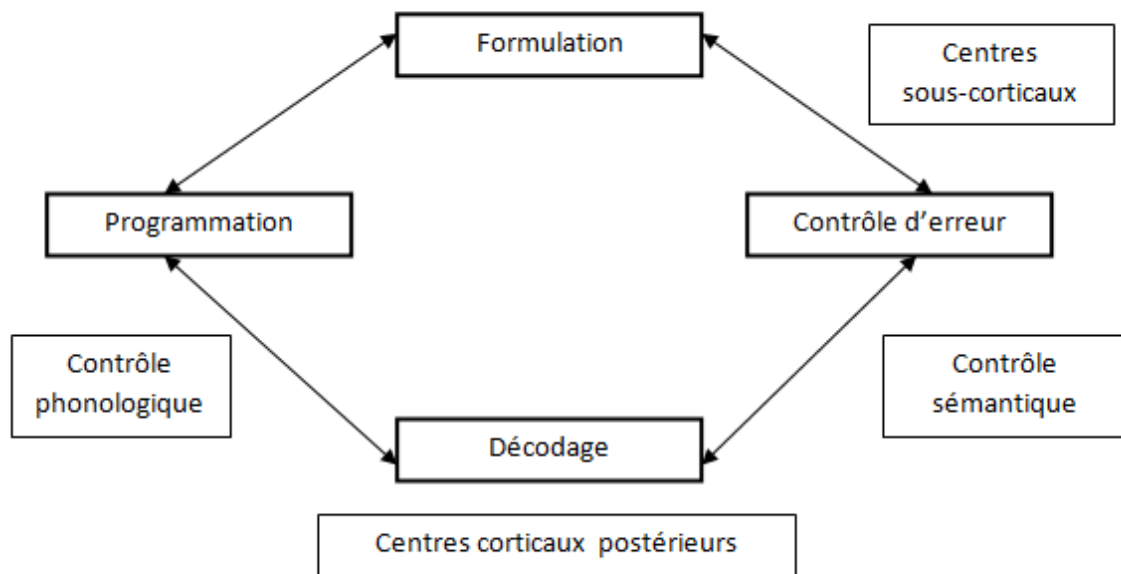 Formulation
Centres
sous-corticaux
Programmation
Contrôle d’erreur
Contrôle
phonologique
Contrôle
sémantique
Décodage
Centres corticaux postérieurs